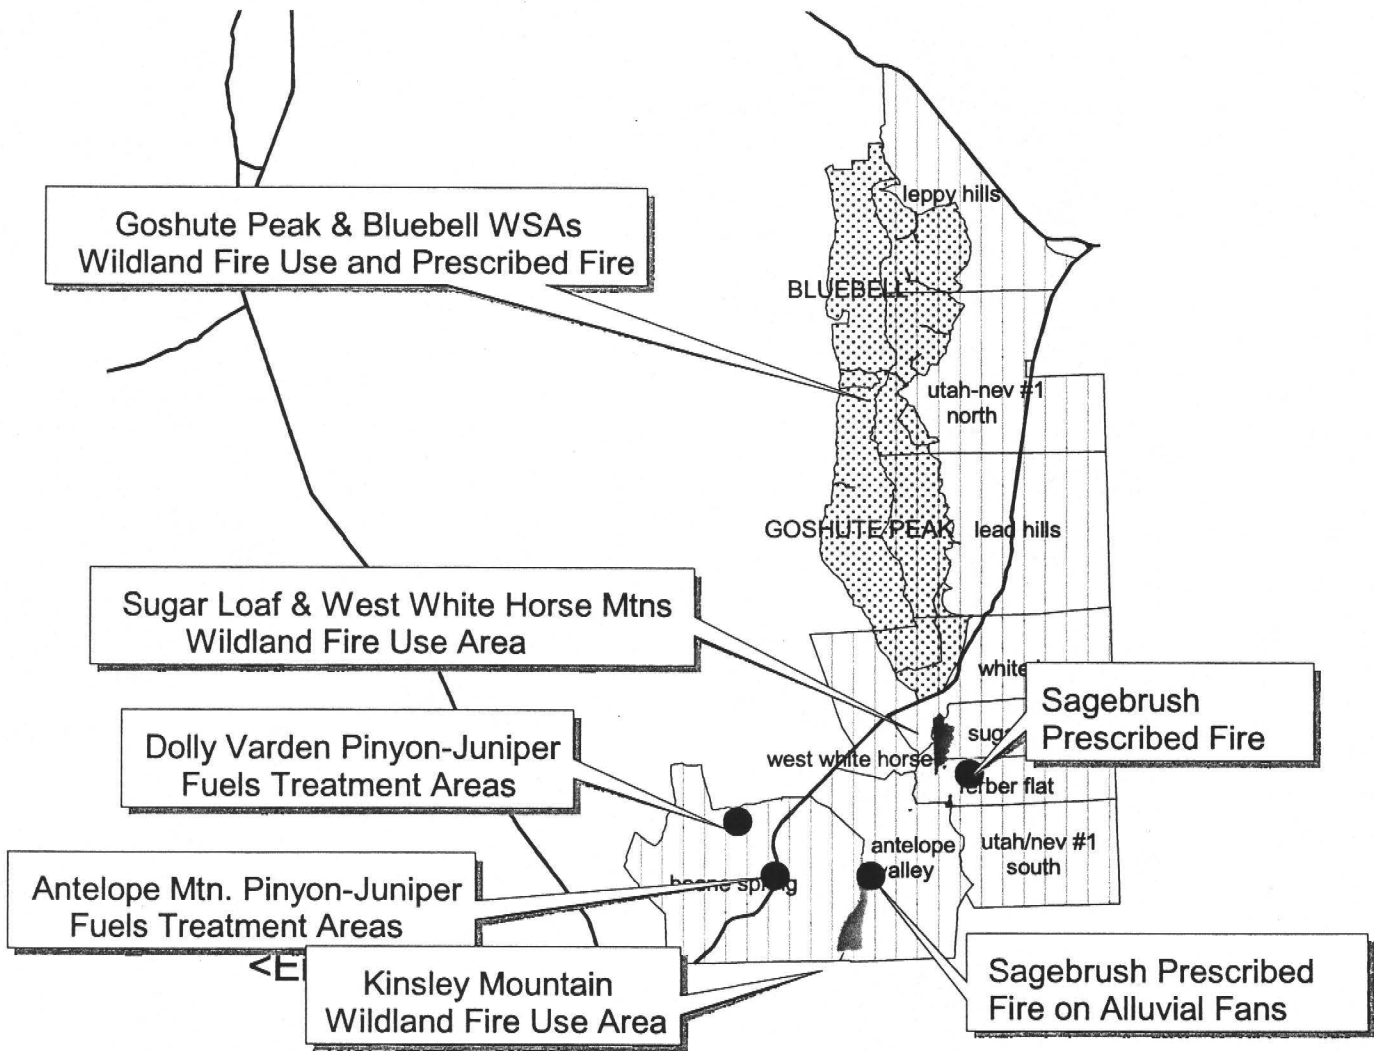 leppy hills
Goshute Peak & Bluebell WSAs
Wildland Fire Use and Prescribed Fire
BLUEBELL
utah-nev #1
north
GOSHUTE PEAK
lead hills
Sugar Loaf & West White Horse Mtns
Wildland Fire Use Area
white
Sagebrush
Prescribed Fire
Dolly Varden Pinyon-Juniper
Fuels Treatment Areas
west white horse
ferber flat
antelope
valley
utah/nev #1
south
Antelope Mtn. Pinyon-Juniper
Fuels Treatment Areas
spring
Kinsley Mountain
Wildland Fire Use Area
Sagebrush Prescribed
Fire on Alluvial Fans